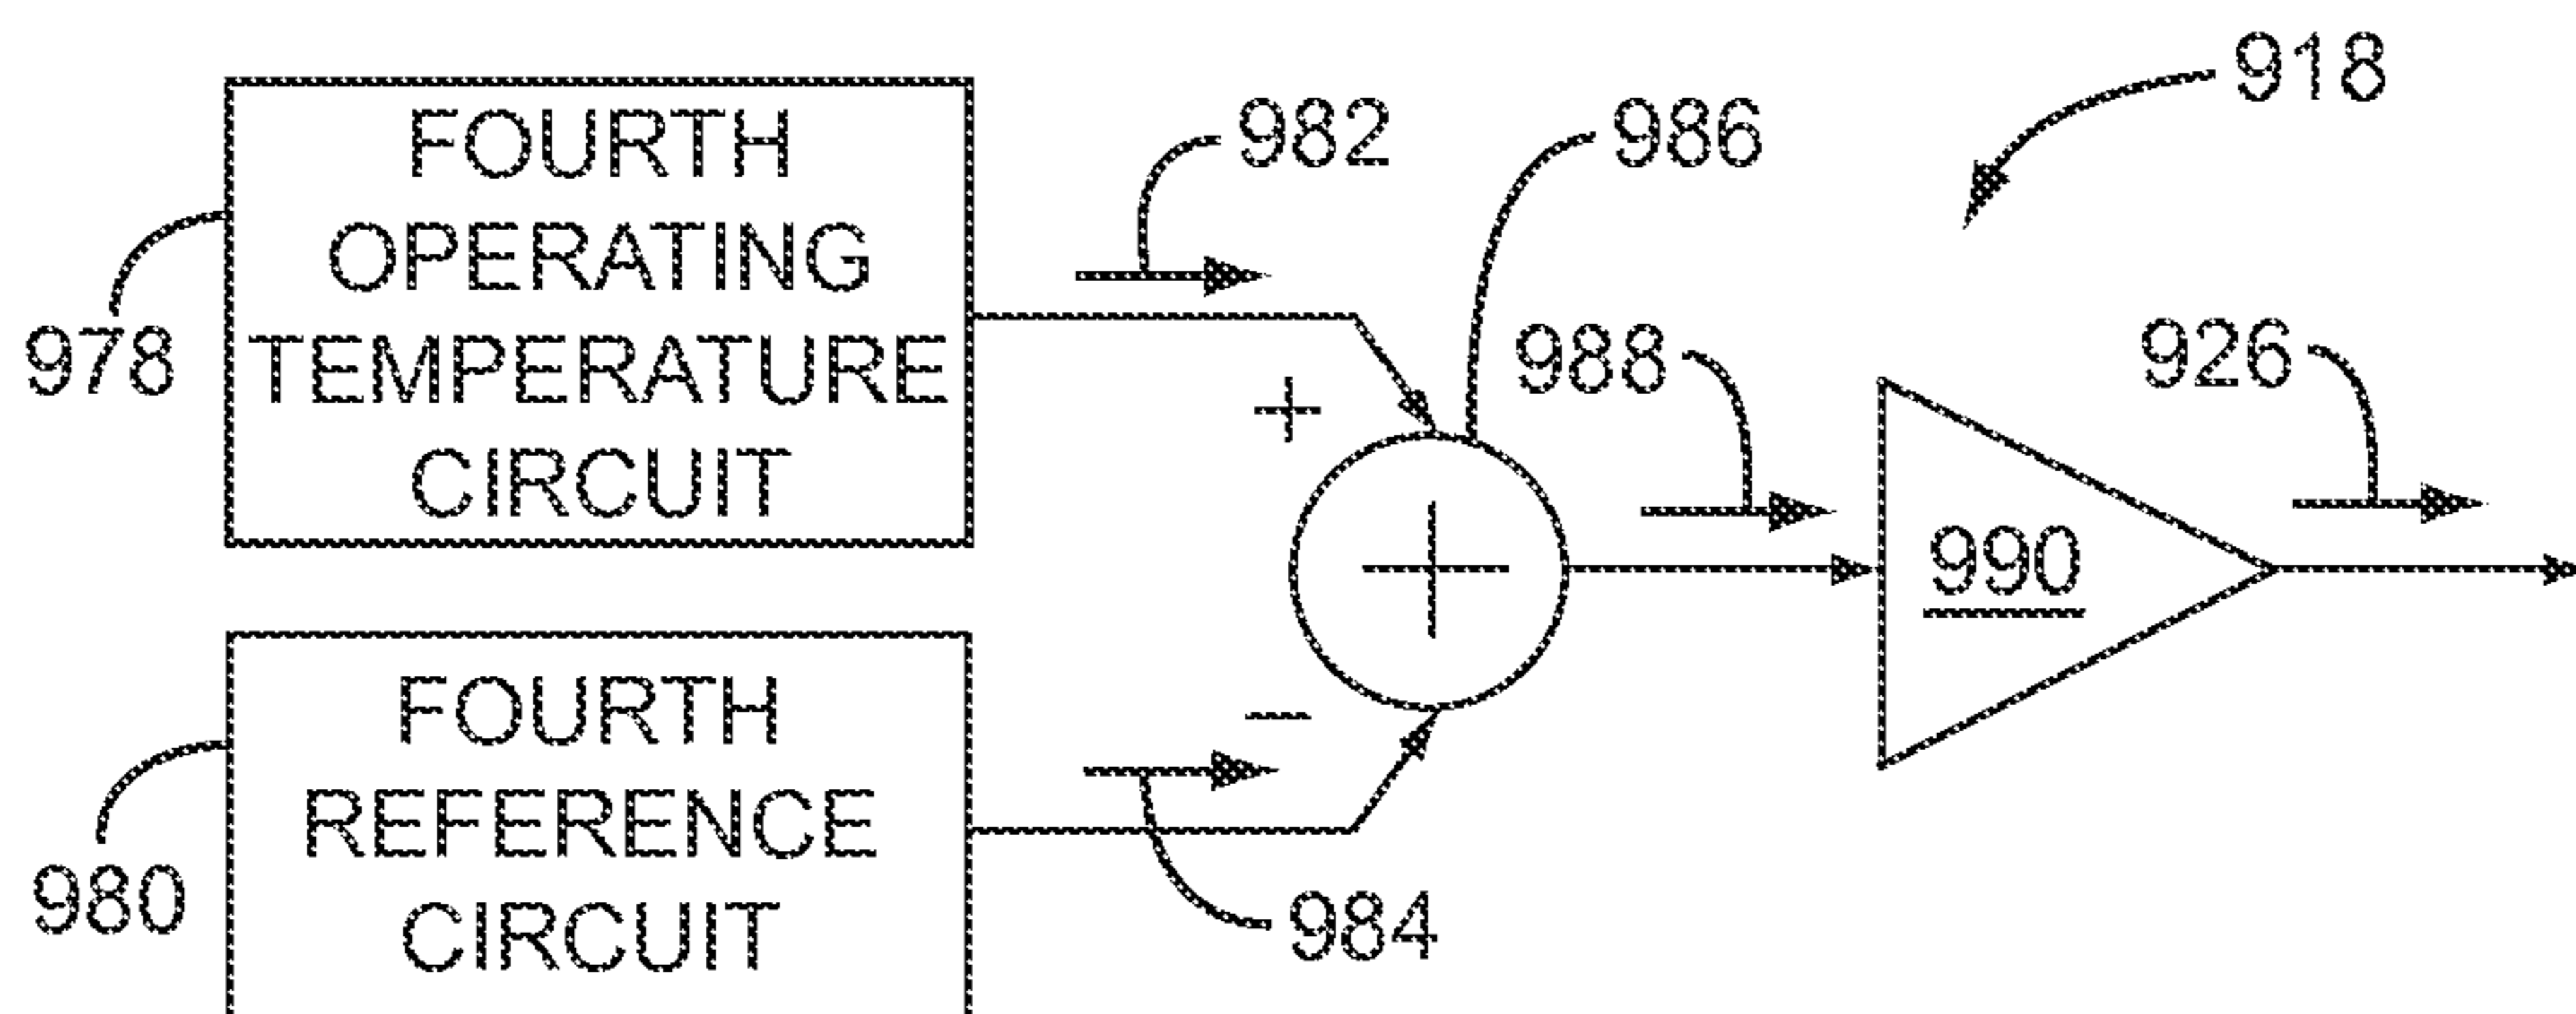 918
FOURTH
OPERATING
TEMPERATURE
CIRCUIT
978
982
986
+
988
926
+
990
FOURTH
REFERENCE
CIRCUIT
980
−
984